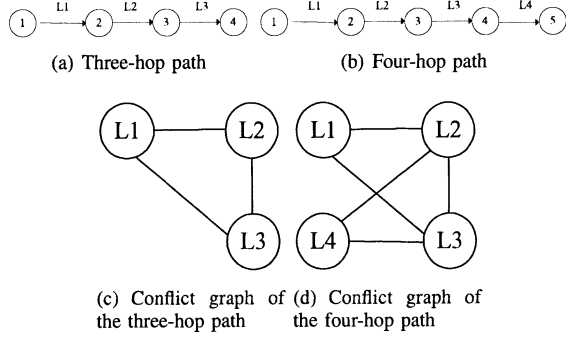 L1 L2 L3
1 2 3 4
(a) Three-hop path
L1 L2 L3 L4
1 2 3 4 5
(b) Four-hop path
L1 L2
L3
(c) Conflict graph of
the three-hop path
L1 L2
L4 L3
(d) Conflict graph of
the four-hop path